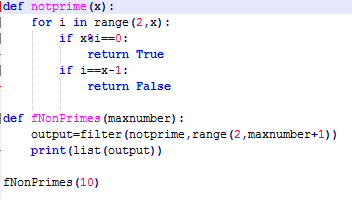 def notprime(x):
    for i in range(2,x):
        if x%i==0:
            return True
        if i==x-1:
            return False

def fNonPrimes(maxnumber):
    output=filter(notprime,range(2,maxnumber+1))
    print(list(output))

fNonPrimes(10)